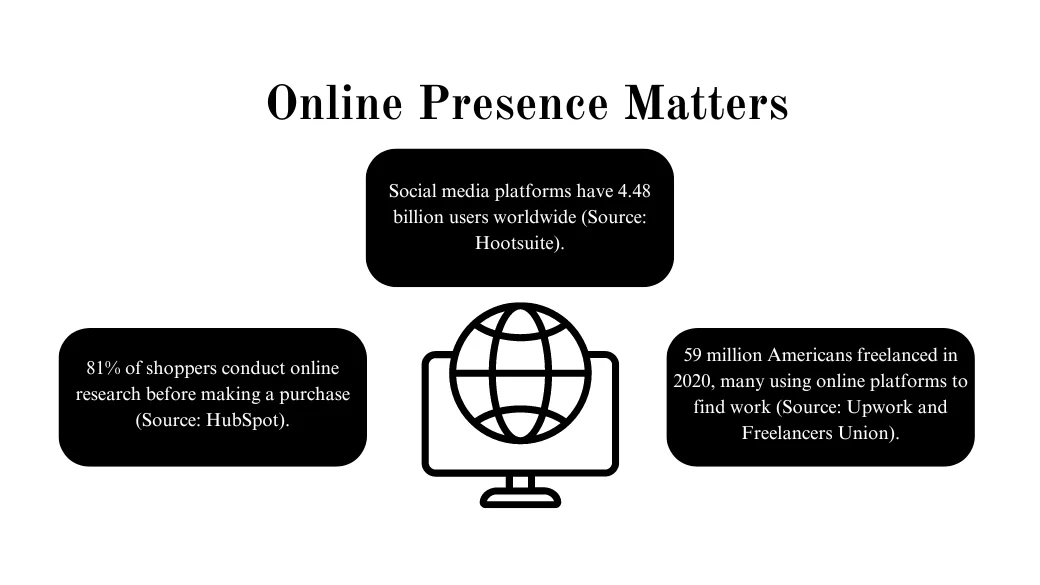 Online Presence Matters
Social media platforms have 4.48
billion users worldwide (Source:
Hootsuite).
81% of shoppers conduct online
research before making a purchase
(Source: HubSpot).
59 million Americans freelanced in
2020, many using online platforms to
find work (Source: Upwork and
Freelancers Union).